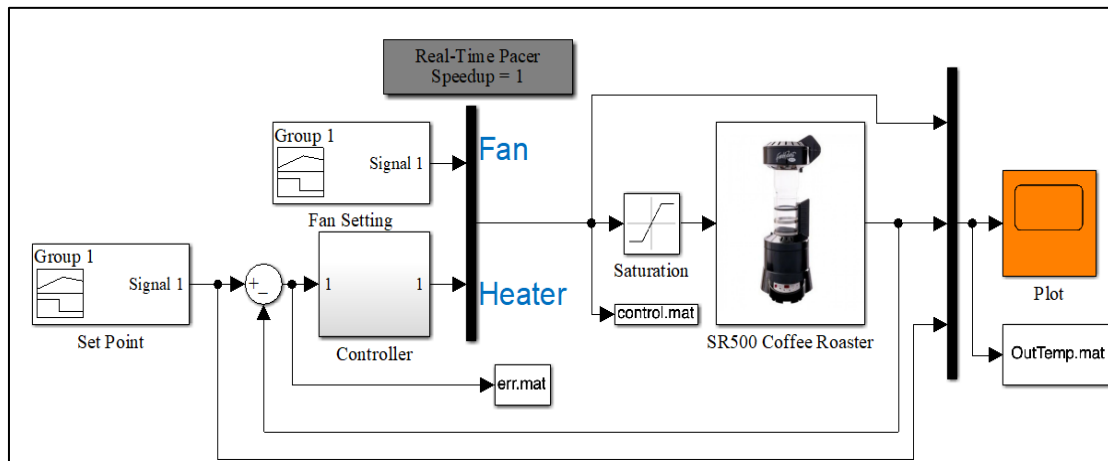 Real-Time Pacer
Speedup = 1
Group 1
Signal 1
Fan
Fan Setting
Group 1
Signal 1
Set Point
1
1
Heater
Controller
Saturation
control.mat
SR500 Coffee Roaster
Plot
OutTemp.mat
err.mat